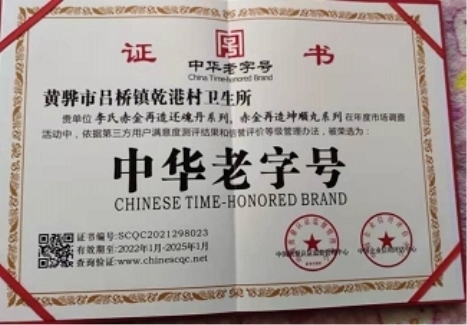 证 书
中华老字号
China Time-Honored Brand
黄骅市吕桥镇乾港村卫生所
贵单位李氏赤金再造还魂丹系列、赤金再造坤顺丸系列在年度市场调查
活动中，依据第三方用户满意度测评结果和信誉评价等级管理办法，被荣选为：
中华老字号
CHINESE TIME-HONORED BRAND
证书编号:SCQC2021298023
有效期至:2022年1月-2025年1月
查询验证:www.chinescqc.net